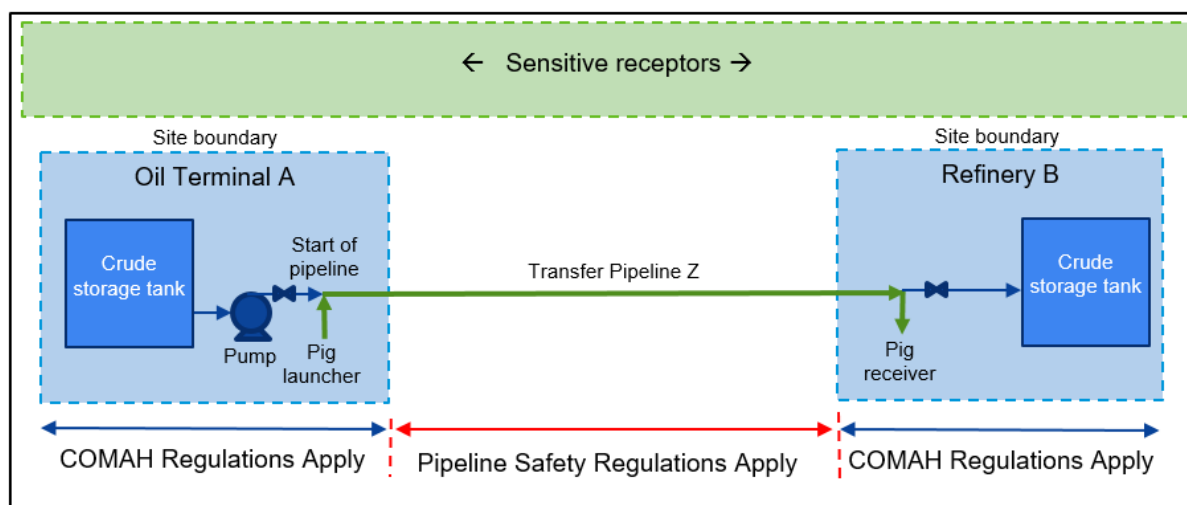 ← Sensitive receptors →
Site boundary
Oil Terminal A
Crude
storage tank
Pump
Start of
pipeline
Pig
launcher
Transfer Pipeline Z
Site boundary
Refinery B
Pig
receiver
Crude
storage tank
COMAH Regulations Apply
Pipeline Safety Regulations Apply
COMAH Regulations Apply